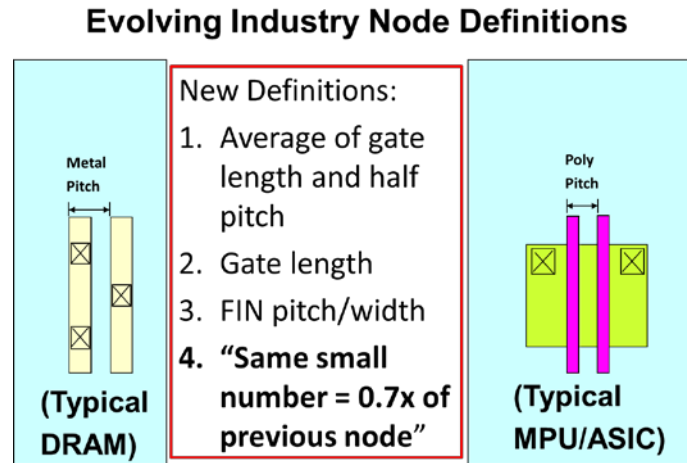 Evolving Industry Node Definitions
Metal
Pitch
(Typical
DRAM)
New Definitions:
1. Average of gate
length and half
pitch
2. Gate length
3. FIN pitch/width
4. “Same small
number = 0.7x of
previous node”
Poly
Pitch
(Typical
MPU/ASIC)